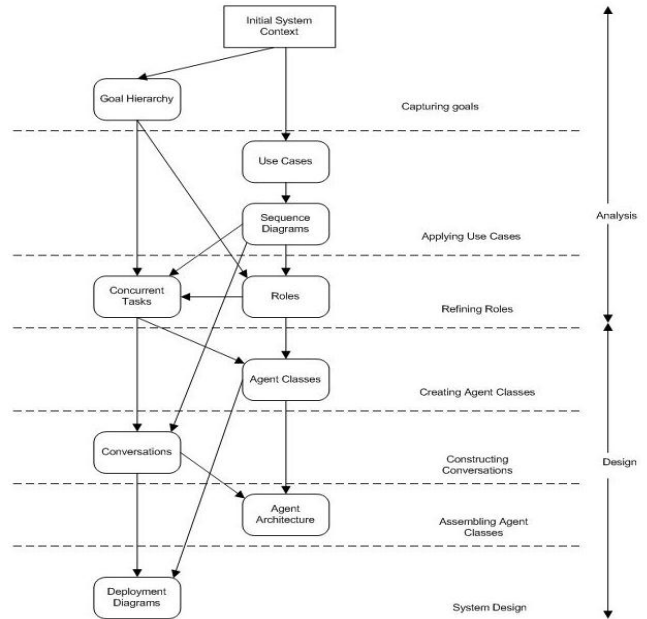 Initial System
Context
Goal Hierarchy
Capturing goals
Use Cases
Sequence
Diagrams
Analysis
Applying Use Cases
Concurrent
Tasks
Roles
Refining Roles
Agent Classes
Creating Agent Classes
Conversations
Constructing
Conversations
Design
Agent
Architecture
Assembling Agent
Classes
Deployment
Diagrams
System Design